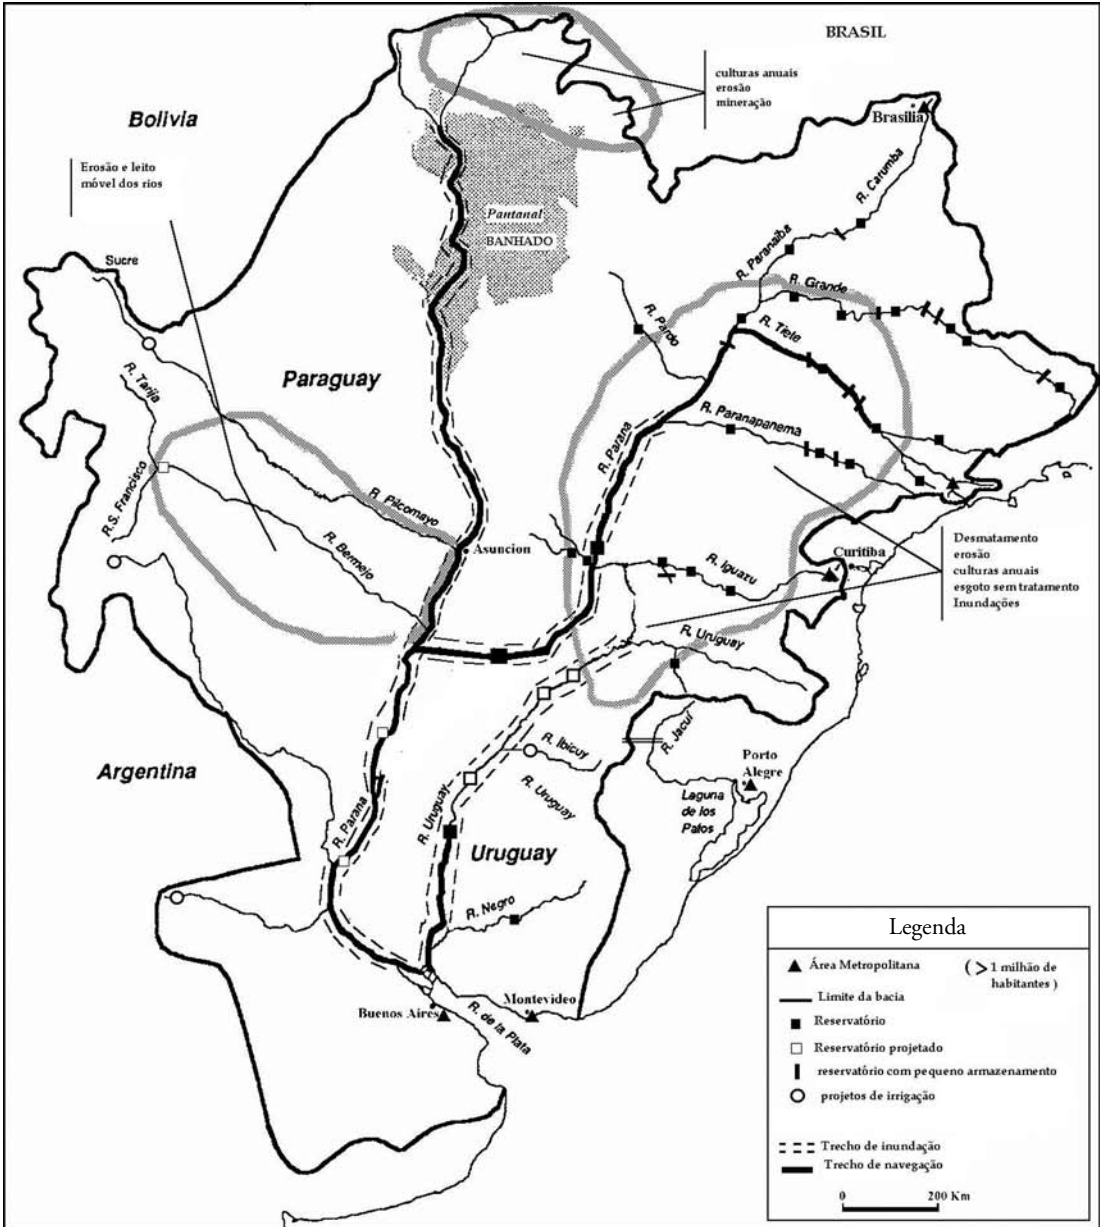 BRASIL
culturas anuais
erosão
mineração
Bolivia
Brasilia
Erosão e leito
móvel dos rios
R. Carumba
Pantanal
BANHADO
R. Paranaiba
Sucre
R. Grande
R. Pardo
R. Tiele
R. Tarija
Paraguay
R. Paranapanema
R. Parana
R.S. Francisco
R. Pilcomayo
R. Bermejo
Asuncion
Desmatamento
erosão
culturas anuais
esgoto sem tratamento
Inundações
Curitiba
R. Iguazu
R. Uruguay
R. Jacuí
R. Ibicuy
Porto
Alegre
Argentina
R. Uruguay
Laguna
de los
Patos
R. Parana
R. Uruguay
Uruguay
R. Negro
Montevideo
Buenos Aires
R. de la Plata
Legenda
Área Metropolitana ( > 1 milhão de
habitantes )
Limite da bacia
Reservatório
Reservatório projetado
reservatório com pequeno armazenamento
projetos de irrigação
Trecho de inundação
Trecho de navegação
0 200 Km